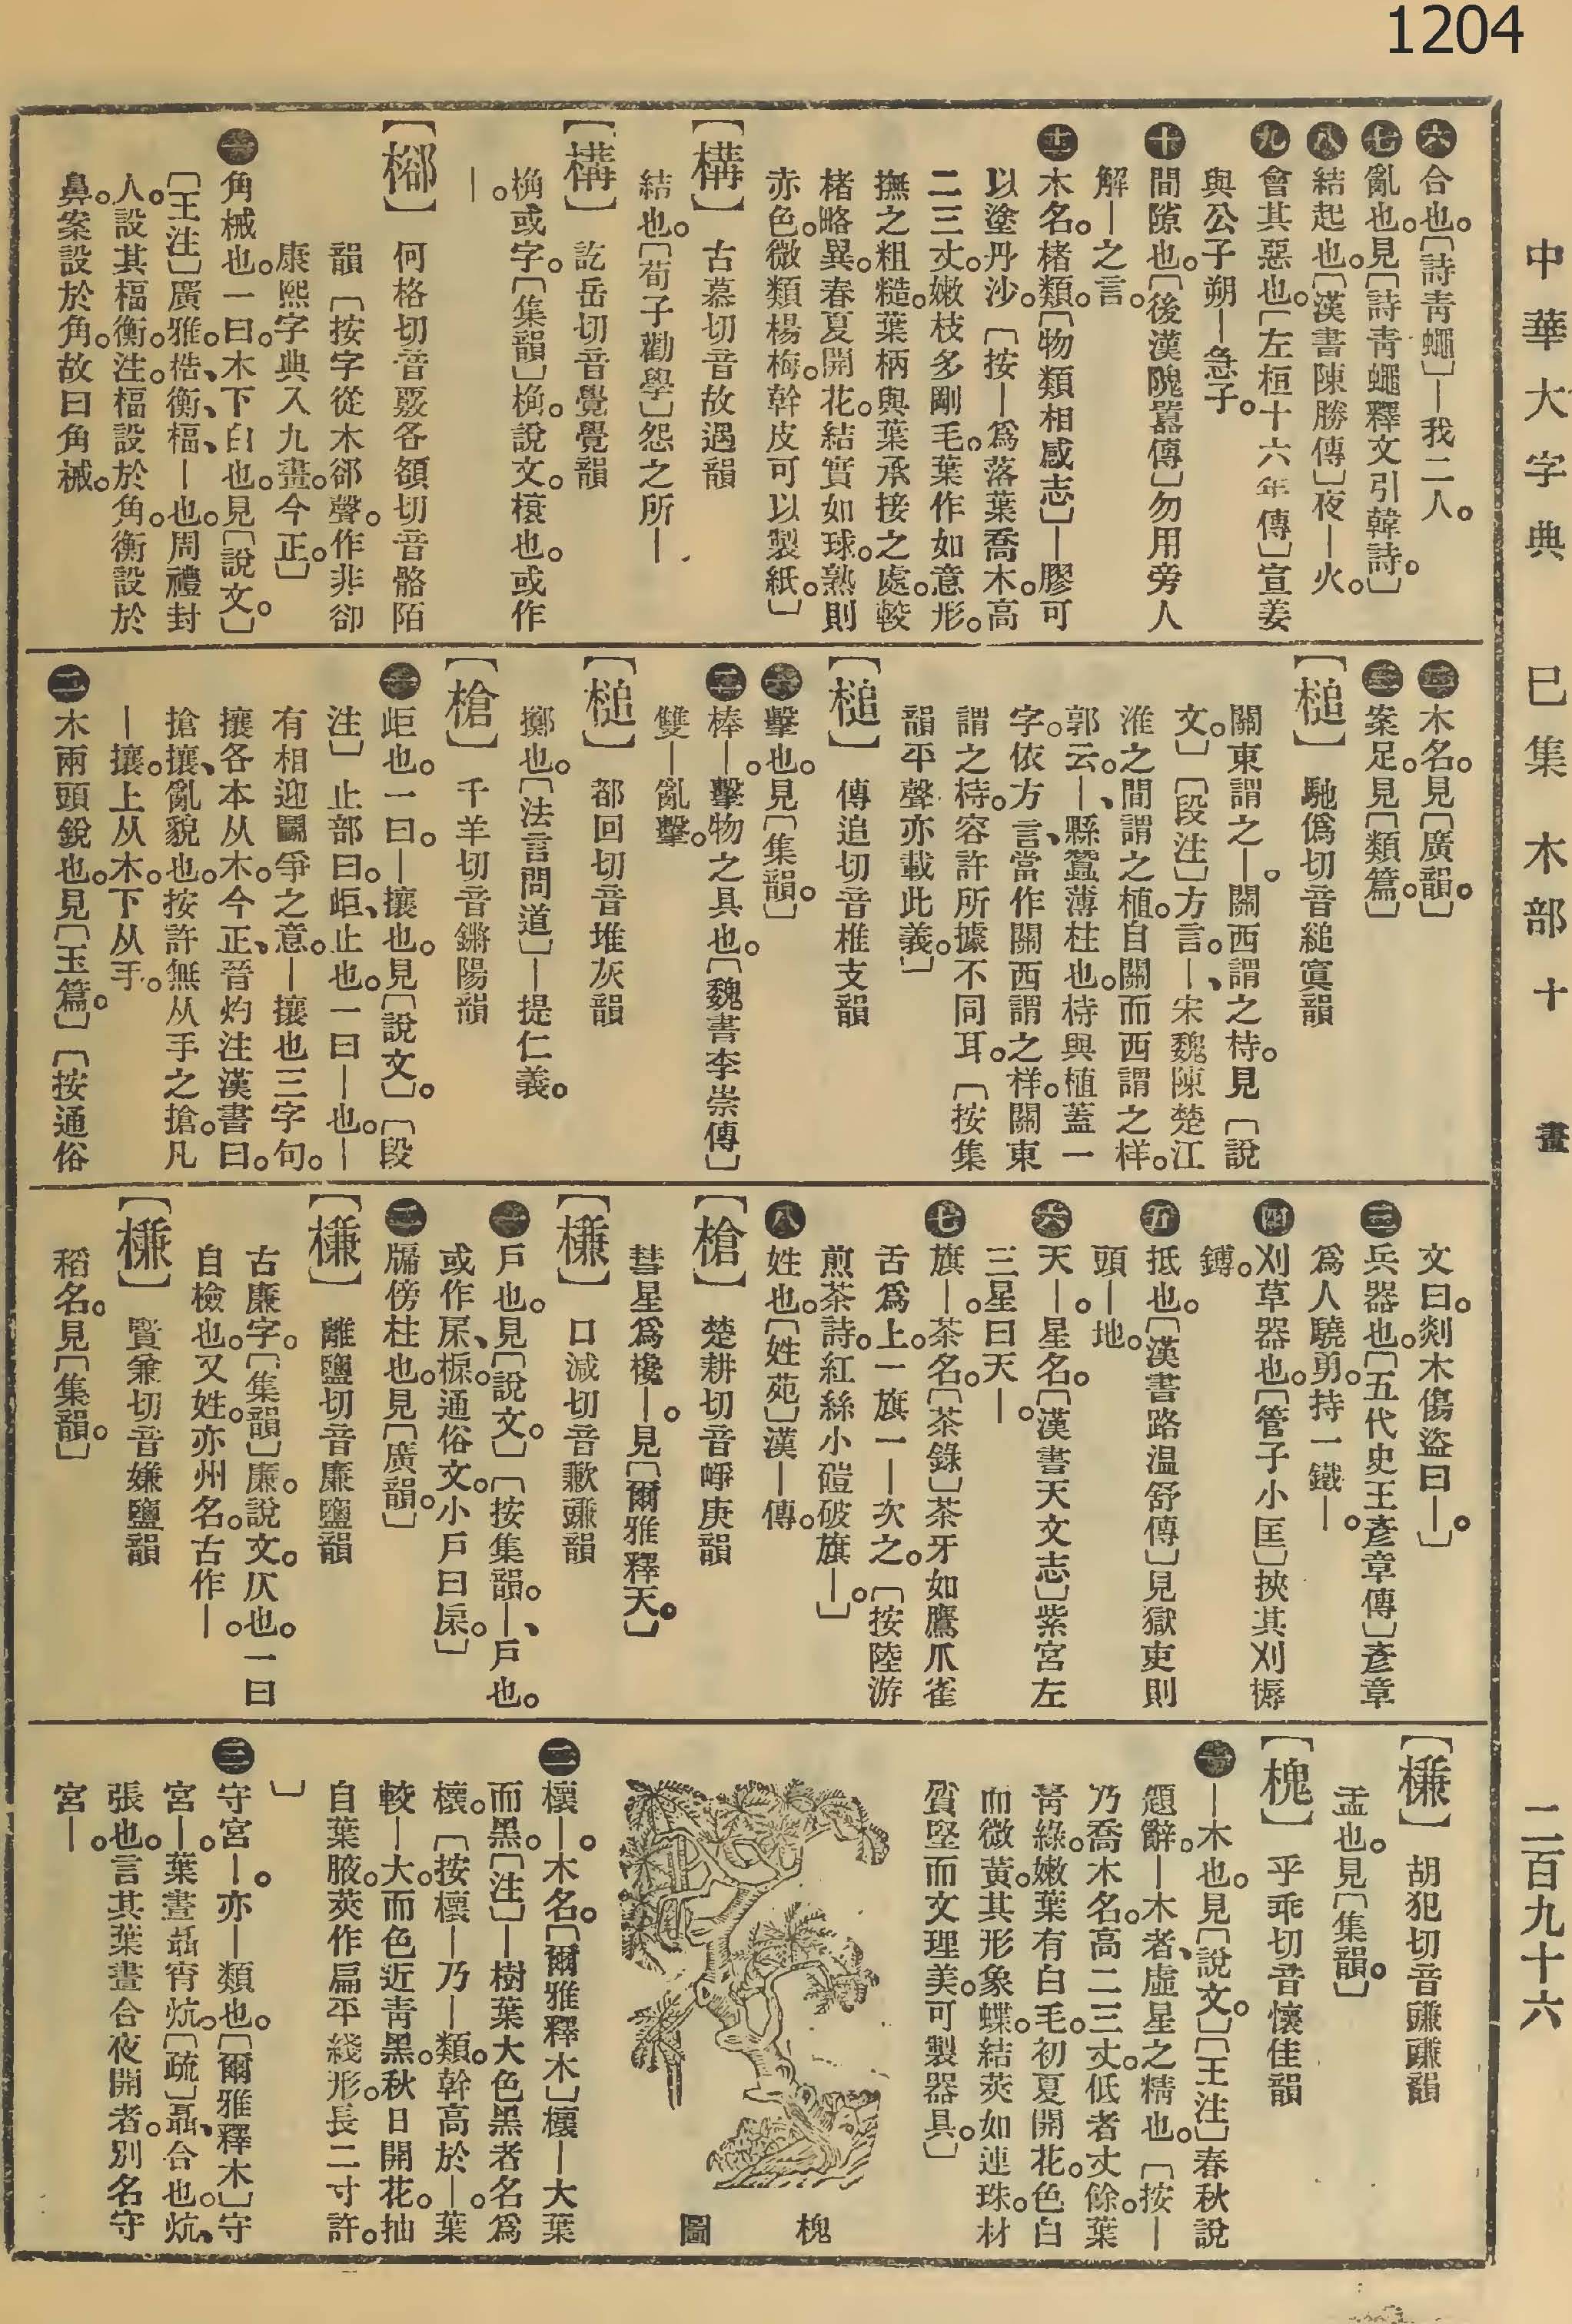 1204
中華大字典 巳集 木部 十畫 二百九十六
㊅合也。〔詩靑蠅〕—我二人。
㊆亂也。見〔詩靑蠅釋文引韓詩。〕
㊇結起也。〔漢書陳勝傳〕夜—火。
㊈會其惡也。〔左桓十六年傳〕宣姜
與公子朔—急子。
㊉間隙也。〔後漢隗囂傳〕勿用旁人
解—之言。
⑪木名。楮類。〔物類相感志〕—膠可
以塗丹沙。〔按—爲落葉喬木。高
二三丈。嫩枝多剛毛。葉作如意形。
撫之粗糙。葉柄與葉承接之處。較
楮略異。春夏開花。結實如球。熟則
赤色。微類楊梅。幹皮可以製紙。〕
〔構〕古慕切音故遇韻
結也。〔荀子勸學〕怨之所—
〔構〕訖岳切音覺覺韻
桷或字。〔集韻〕桷。說文。榱也。或作
—。
〔㮝〕何格切音覈各頟切音骼陌
韻〔按字從木郤聲。作非卻
康熙字典入九畫。今正。〕
㊀角械也。一曰。木下白也。見〔說文。〕
〔王注〕廣雅。梏、衡、楅、—也。周禮封
人。設其楅衡。注。楅設於角。衡設於
鼻。案設於角。故曰角械。
㊁木名。見〔廣韻。〕
㊂案足。見〔類篇。〕
〔槌〕馳僞切音縋寘韻
關東謂之—。關西謂之㭙。見〔說
文。〕〔段注〕方言。—、宋魏陳楚江
淮之間謂之植。自關而西謂之样。
郭云。—、縣蠶薄柱也。㭙與植蓋一
字。依方言、當作關西謂之样。關東
謂之㭙。容許所據不同耳。〔按集
韻平聲亦載此義。〕
〔槌〕傳追切音椎支韻
㊀擊也。見〔集韻。〕
㊁棒—。擊物之具也。〔魏書李崇傳〕
雙—亂擊。
〔槌〕都回切音堆灰韻
擲也。〔法言問道〕—提仁義。
〔槍〕千羊切音鏘陽韻
㊀岠也。一曰。—攘也。見〔說文〕。〔段
注〕止部曰。岠、止也。一曰—也。—
有相迎鬭爭之意。—攘也三字句。
攘各本从木。今正、晉灼注漢書曰。
搶攘、亂貌也。按許無从手之搶。凡
—攘。上从木。下从手。
㊁木兩頭銳也。見〔玉篇。〕〔按通俗
文曰。剡木傷盜曰—。〕
㊂兵器也。〔五代史王彥章傳〕彥章
爲人驍勇。持一鐵—。
㊃刈草器也。〔管子小匡〕挾其刈槈
鎛。
㊄抵也。〔漢書路温舒傳〕見獄吏則
頭—地。
㊅天—。星名。〔漢書天文志〕紫宮左
三星曰天—。
㊆旗—。茶名。〔茶錄〕茶牙如鷹爪雀
舌爲上。一旗一—次之。〔按陸游
煎茶詩。紅絲小磑破旗—。〕
㊇姓也。〔姓苑〕漢—傳。
〔槍〕楚耕切音崢庚韻
彗星爲欃—。見〔爾雅釋天。〕
〔槏〕口減切音歉豏韻
㊀戶也。見〔說文〕。〔按集韻。—、戶也。
或作㞘、㮭。通俗文。小戶曰㞘。〕
㊁牖傍柱也。見〔廣韻。〕
〔槏〕離鹽切音廉鹽韻
古廉字。〔集韻〕廉。說文。仄也。一曰
自檢也。又姓。亦州名。古作—。
〔槏〕賢兼切音嫌鹽韻
稻名。見〔集韻。〕
〔槏〕胡犯切音豏豏韻
盂也。見〔集韻。〕
〔槐〕乎乖切音懷佳韻
㊀—木也。見〔說文。〕〔王注〕春秋說
題辭。—木者、虛星之精也。〔按—
乃喬木名。高二三丈。低者丈餘。葉
靑綠。嫩葉有白毛。初夏開花。色白
而微黃。其形象蝶。結莢如連珠。材
質堅而文理美。可製器具。〕
槐圖
㊁櫰—。木名。〔爾雅釋木〕櫰—大葉
而黑。〔注〕—樹葉大色黑者名爲
櫰。〔按櫰—乃—類。幹高於—。葉
較—大。而色近靑黑。秋日開花。抽
自葉腋。莢作扁平綫形。長二寸許。
〕
㊂守宮—。亦—類也。〔爾雅釋木〕守
宮—。葉晝聶宵炕。〔疏〕聶、合也。炕、
張也。言其葉晝合夜開者。別名守
宮—。